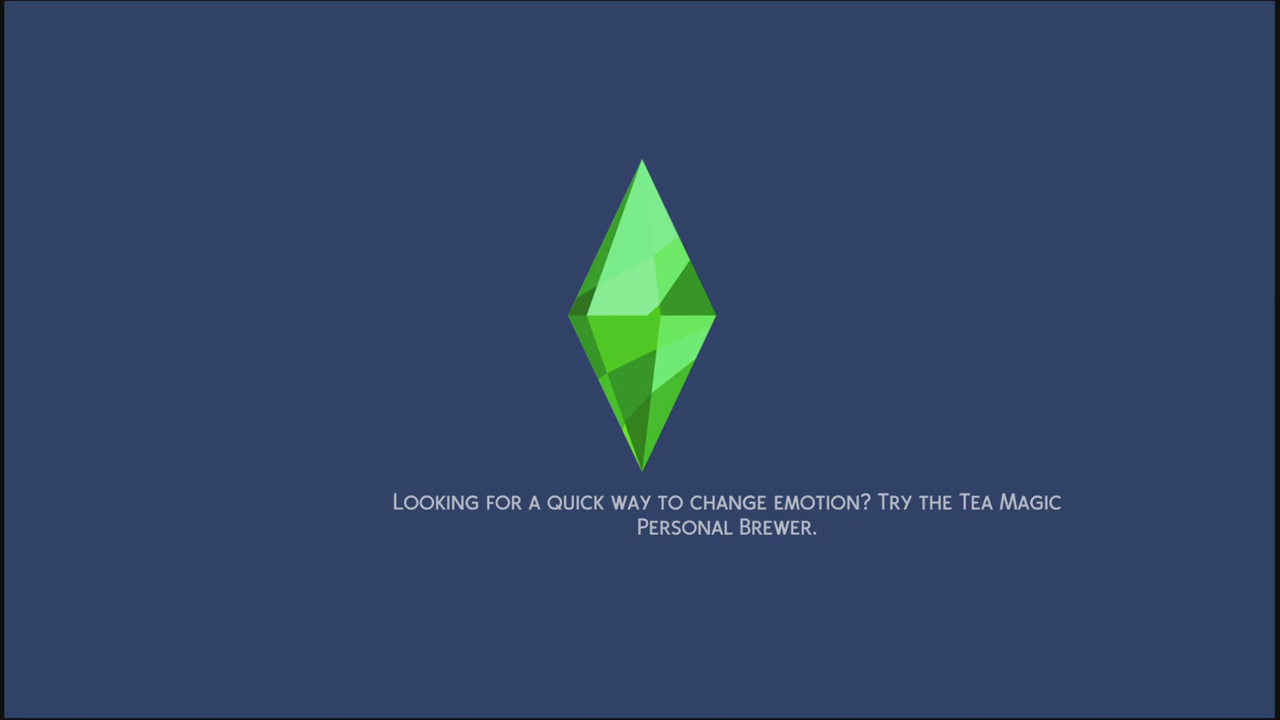 Looking for a quick way to change emotion? Try the Tea Magic
Personal Brewer.